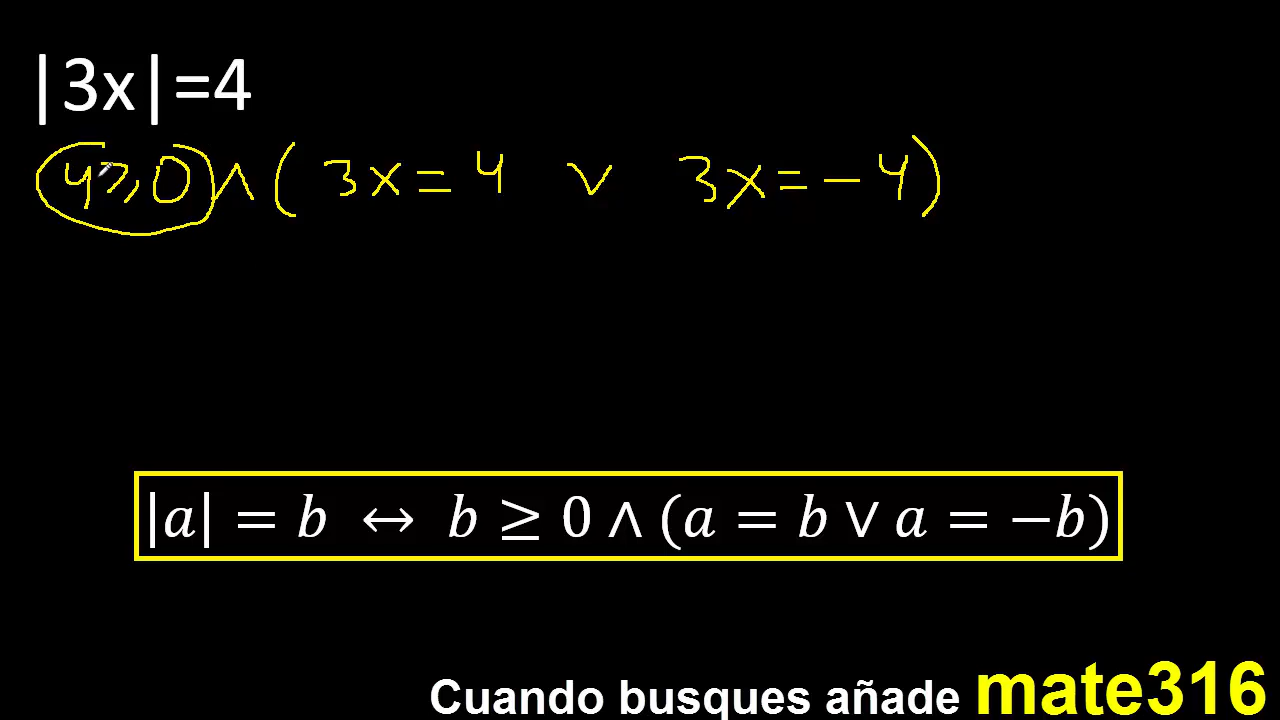 |3x|=4
4≥0 ∧ ( 3x = 4 ∨ 3x = -4)
|a| = b ↔ b ≥ 0 ∧ (a = b ∨ a = −b)
Cuando busques añade mate316